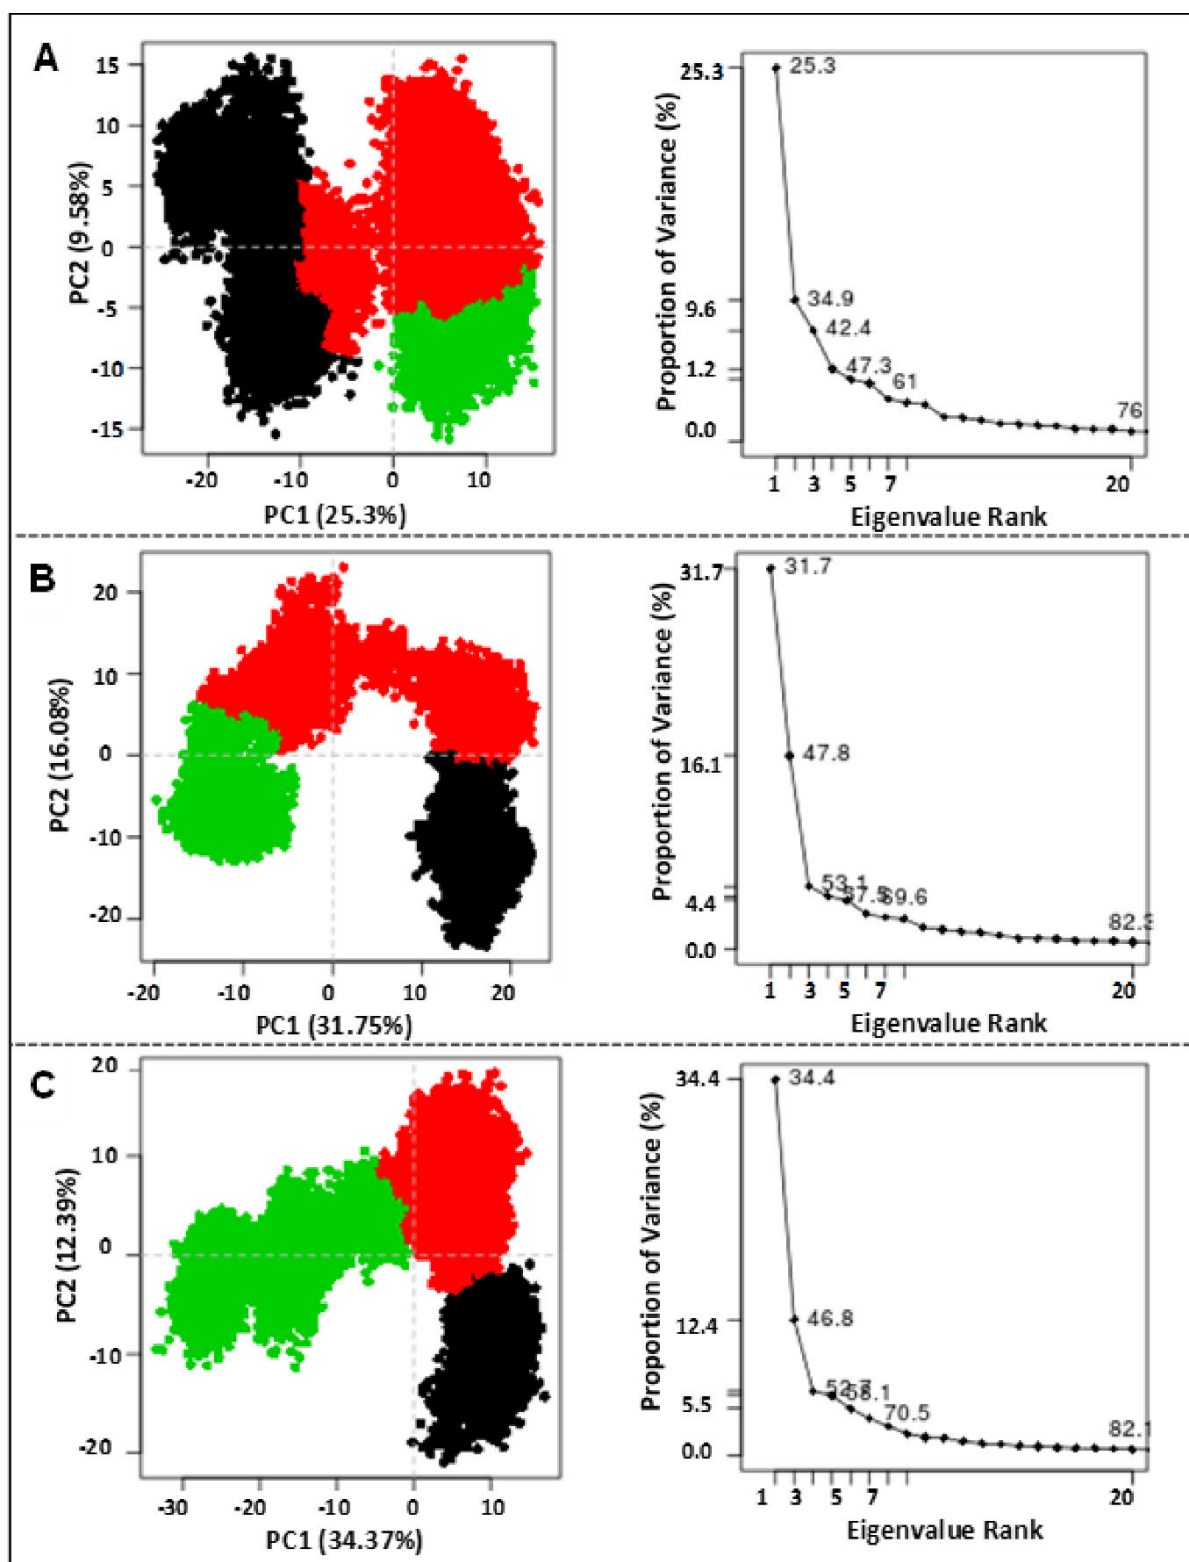 A
PC2 (9.58%)
15
10
5
0
-5
-10
-15
-20 -10 0 10
PC1 (25.3%)
Proportion of Variance (%)
25.3
9.6
1.2
0.0
25.3
34.9
42.4
47.3
61
76
1 3 5 7 20
Eigenvalue Rank
B
PC2 (16.08%)
20
10
0
-10
-20
-20 -10 0 10 20
PC1 (31.75%)
Proportion of Variance (%)
31.7
16.1
4.4
0.0
31.7
47.8
53.1
69.6
82.3
1 3 5 7 20
Eigenvalue Rank
C
PC2 (12.39%)
20
10
0
-10
-20
-30 -20 -10 0 10
PC1 (34.37%)
Proportion of Variance (%)
34.4
12.4
5.5
0.0
34.4
46.8
70.5
82.1
1 3 5 7 20
Eigenvalue Rank